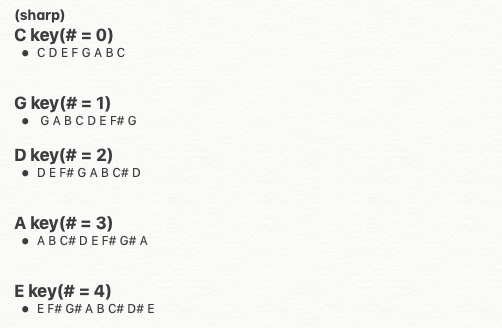 (sharp)
C key(# = 0)
• C D E F G A B C
G key(# = 1)
• G A B C D E F# G
D key(# = 2)
• D E F# G A B C# D
A key(# = 3)
• A B C# D E F# G# A
E key(# = 4)
• E F# G# A B C# D# E